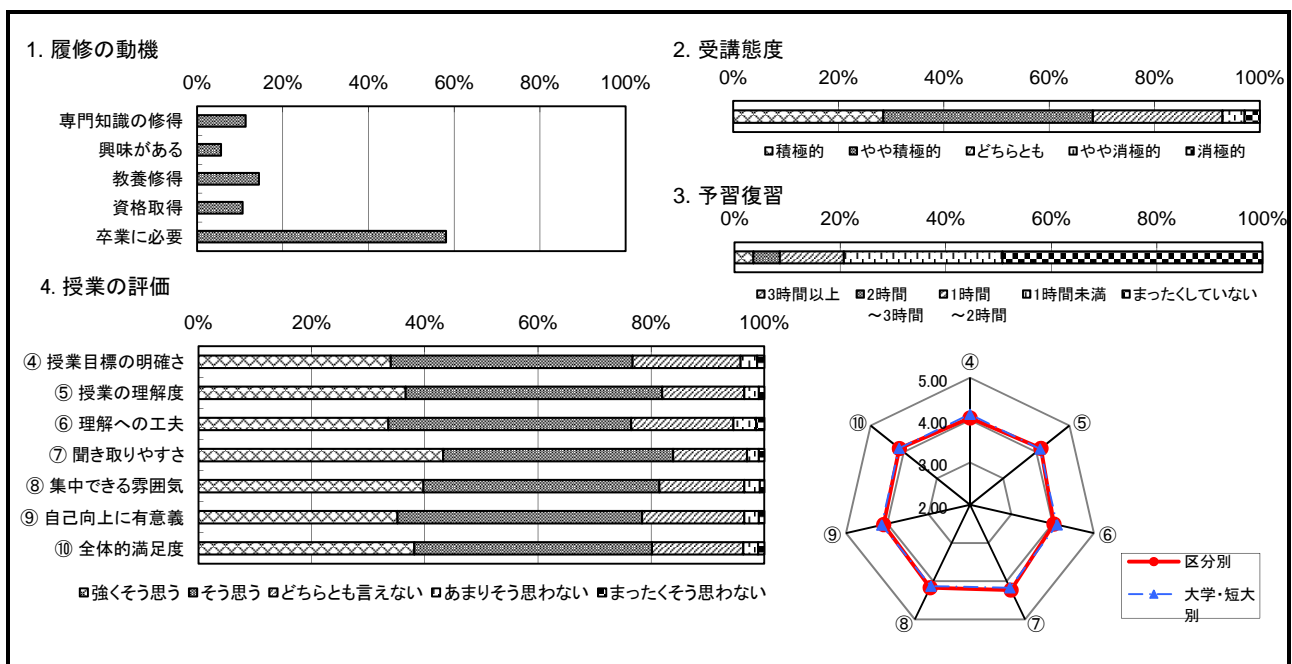 1. 履修の動機
0% 20% 40% 60% 80% 100%
専門知識の修得
興味がある
教養修得
資格取得
卒業に必要
2. 受講態度
0% 20% 40% 60% 80% 100%
積極的 やや積極的 どちらとも やや消極的 消極的
3. 予習復習
0% 20% 40% 60% 80% 100%
3時間以上 2時間 1時間 1時間未満 まったくしていない
～3時間 ～2時間
4. 授業の評価
0% 20% 40% 60% 80% 100%
④ 授業目標の明確さ
⑤ 授業の理解度
⑥ 理解への工夫
⑦ 聞き取りやすさ
⑧ 集中できる雰囲気
⑨ 自己向上に有意義
⑩ 全体的満足度
強くそう思う そう思う どちらとも言えない あまりそう思わない まったくそう思わない
④
5.00
⑩ ⑤
4.00
3.00
2.00
⑨ ⑥
⑧ ⑦
区分別
大学・短大
別